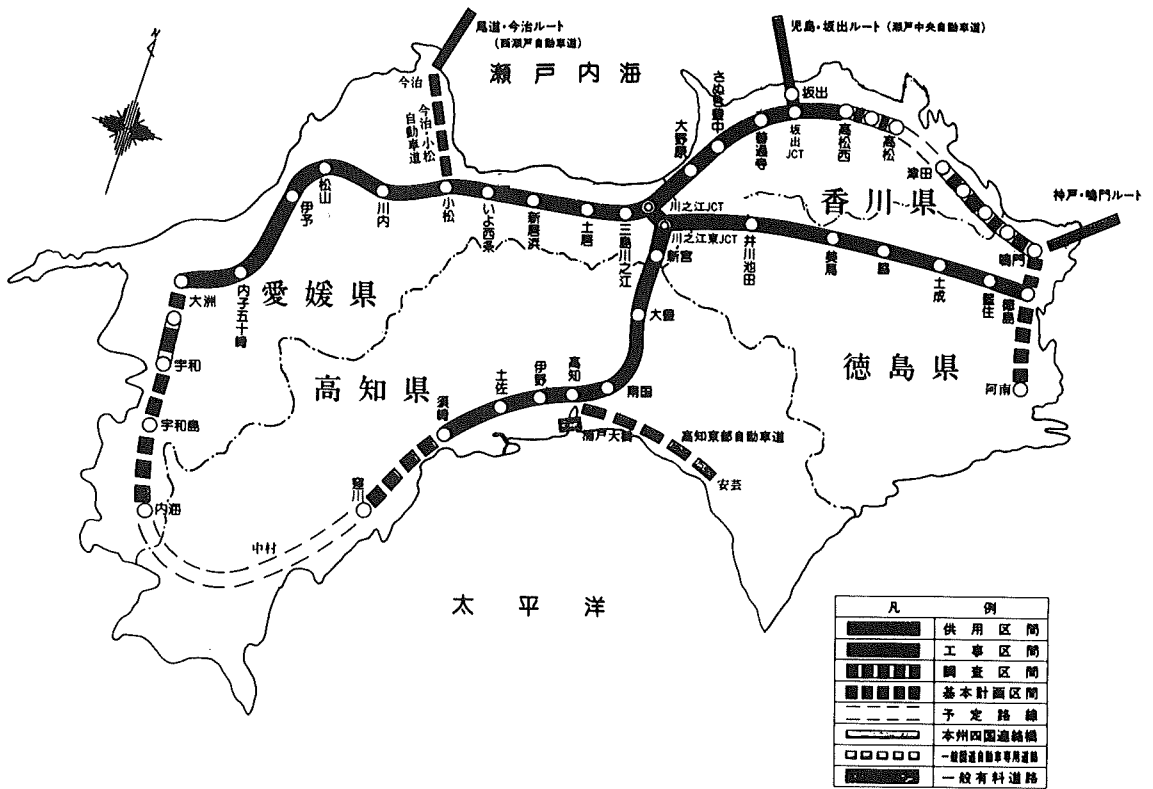 N
尾道・今治ルート
(西瀬戸自動車道)
児島・坂出ルート (瀬戸中央自動車道)
神戸・鳴門ルート
瀬戸内海
今治
今治・小松
自動車道
松山
伊予
川内
小松
いよ西条
新居浜
土居
三島川之江
川之江JCT
川之江東JCT
新宮
大豊
大野原
さぬき豊中
善通寺
坂出
坂出
JCT
高松西
高松
津田
鳴門
香川県
井川池田
美馬
脇
土成
藍住
徳島
阿南
徳島県
愛媛県
大洲
内子五十崎
宇和
宇和島
内海
中村
窪川
高知県
須崎
土佐
伊野
高知
南国
高知東部自動車道
安芸
太平洋
凡例
供用区間
工事区間
調査区間
基本計画区間
予定路線
本州四国連絡橋
一般国道自動車専用道路
一般有料道路